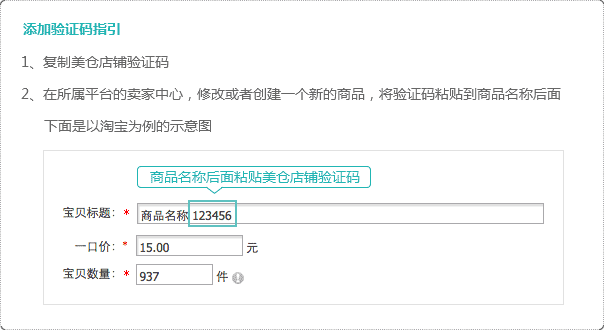 添加验证码指引
1、复制美仓店铺验证码
2、在所属平台的卖家中心，修改或者创建一个新的商品，将验证码粘贴到商品名称后面
下面是以淘宝为例的示意图
商品名称后面粘贴美仓店铺验证码
宝贝标题：* 商品名称 123456
一口价：* 15.00 元
宝贝数量：* 937 件